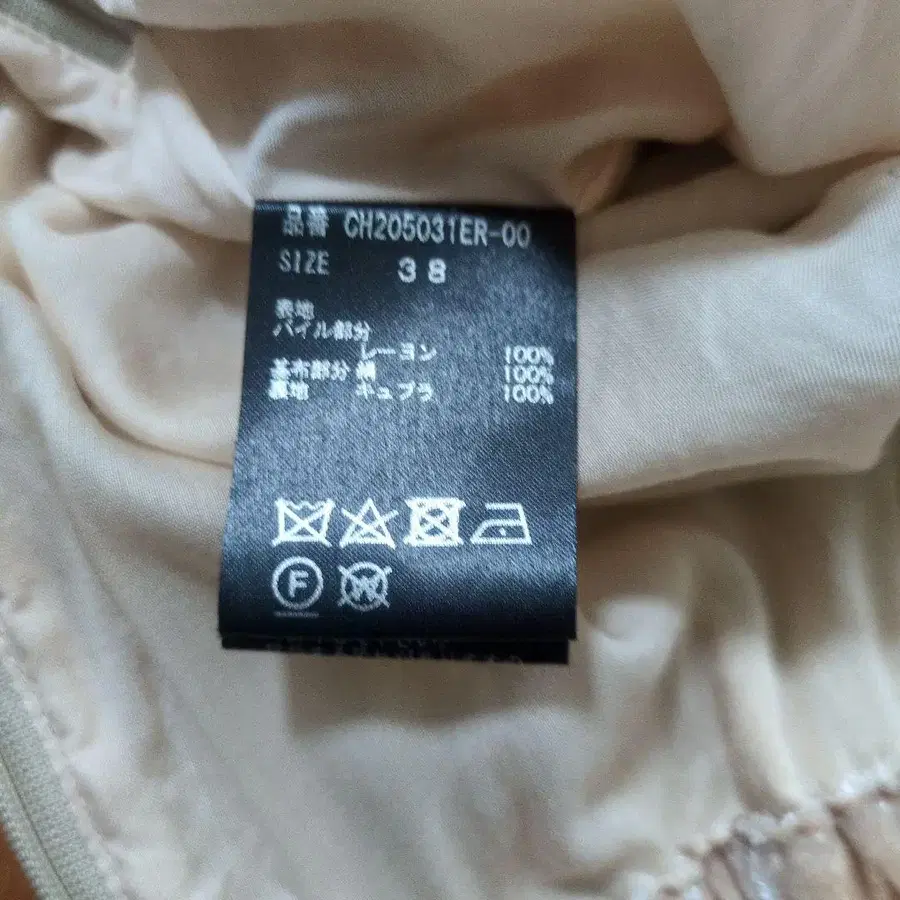 品番 CH205031ER-00
SIZE 38
表地
パイル部分
レーヨン 100%
基布部分 絹 100%
裏地 キュプラ 100%
F
W